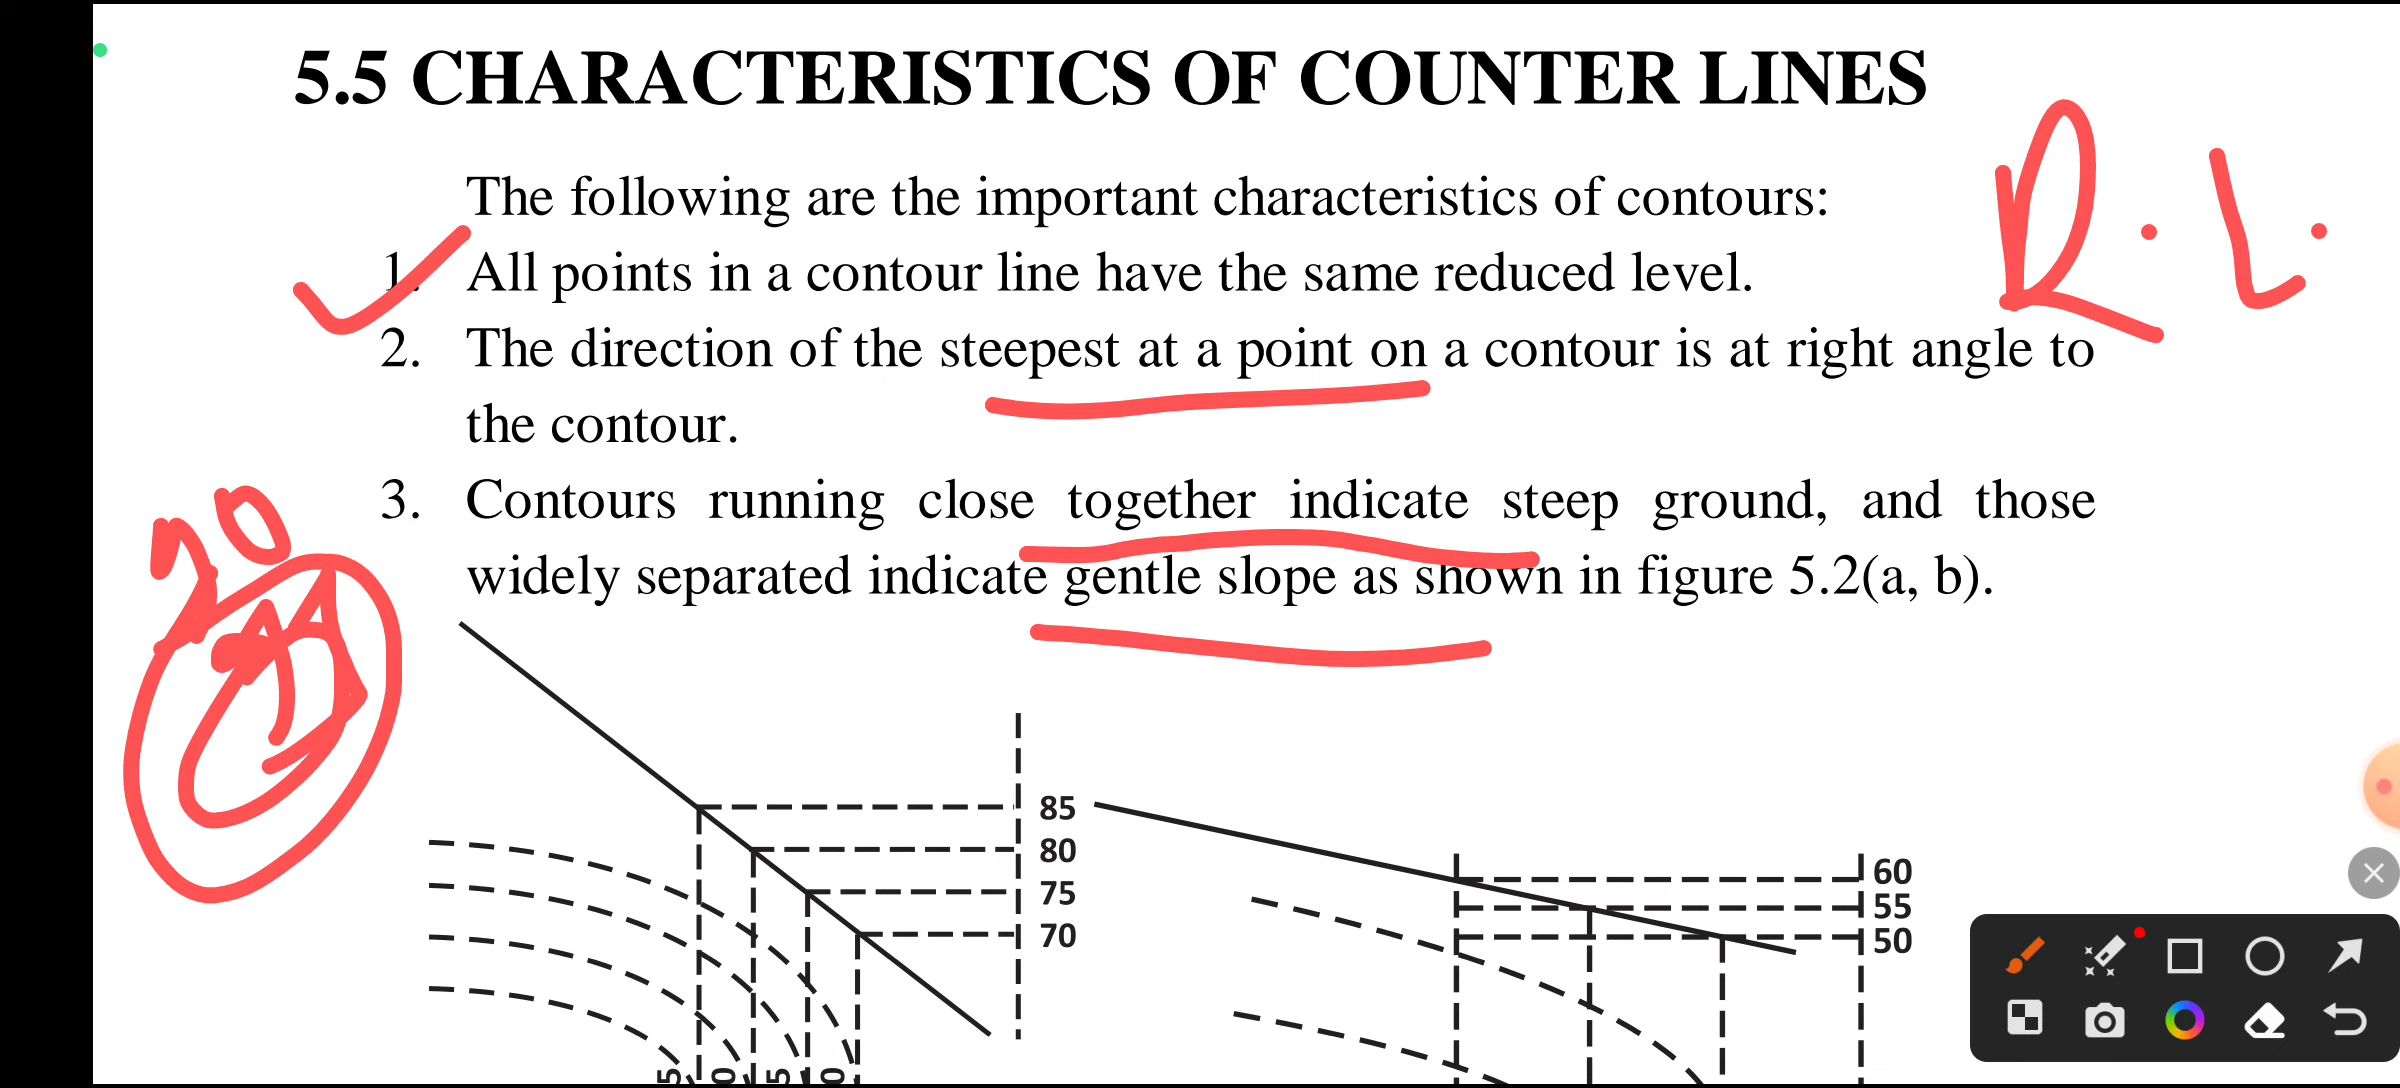 5.5 CHARACTERISTICS OF COUNTER LINES
The following are the important characteristics of contours:
1. All points in a contour line have the same reduced level.
R.L.
2. The direction of the steepest at a point on a contour is at right angle to
the contour.
3. Contours running close together indicate steep ground, and those
widely separated indicate gentle slope as shown in figure 5.2(a, b).
20
85
80
75
70
60
55
50